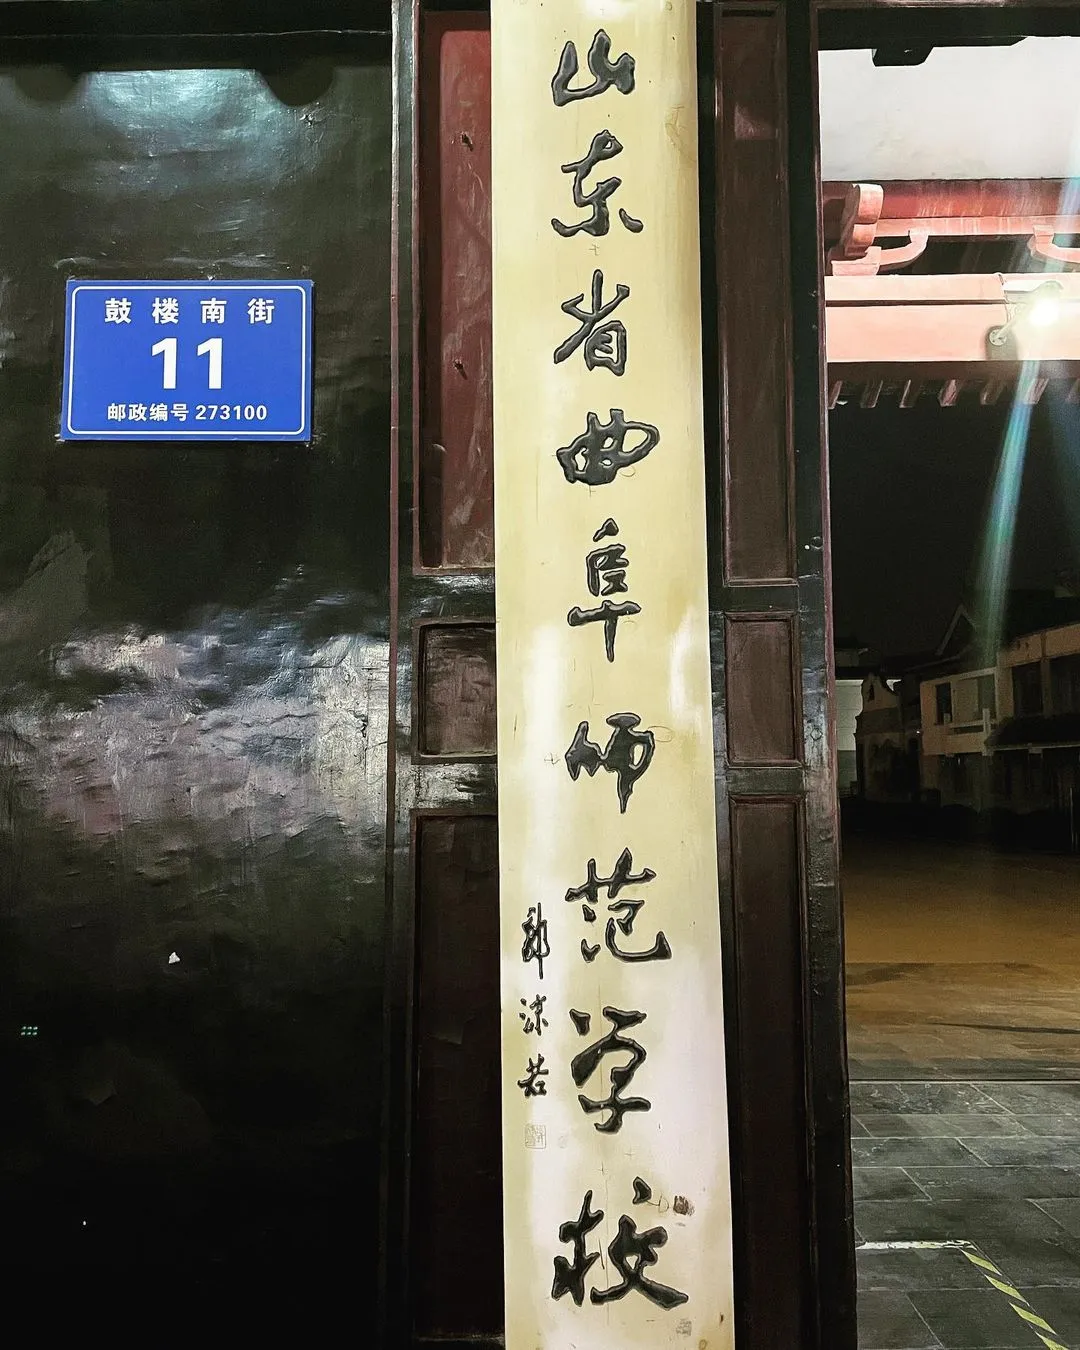 鼓楼南街
11
邮政编号 273100
山东省曲阜师范学校
郭沫若